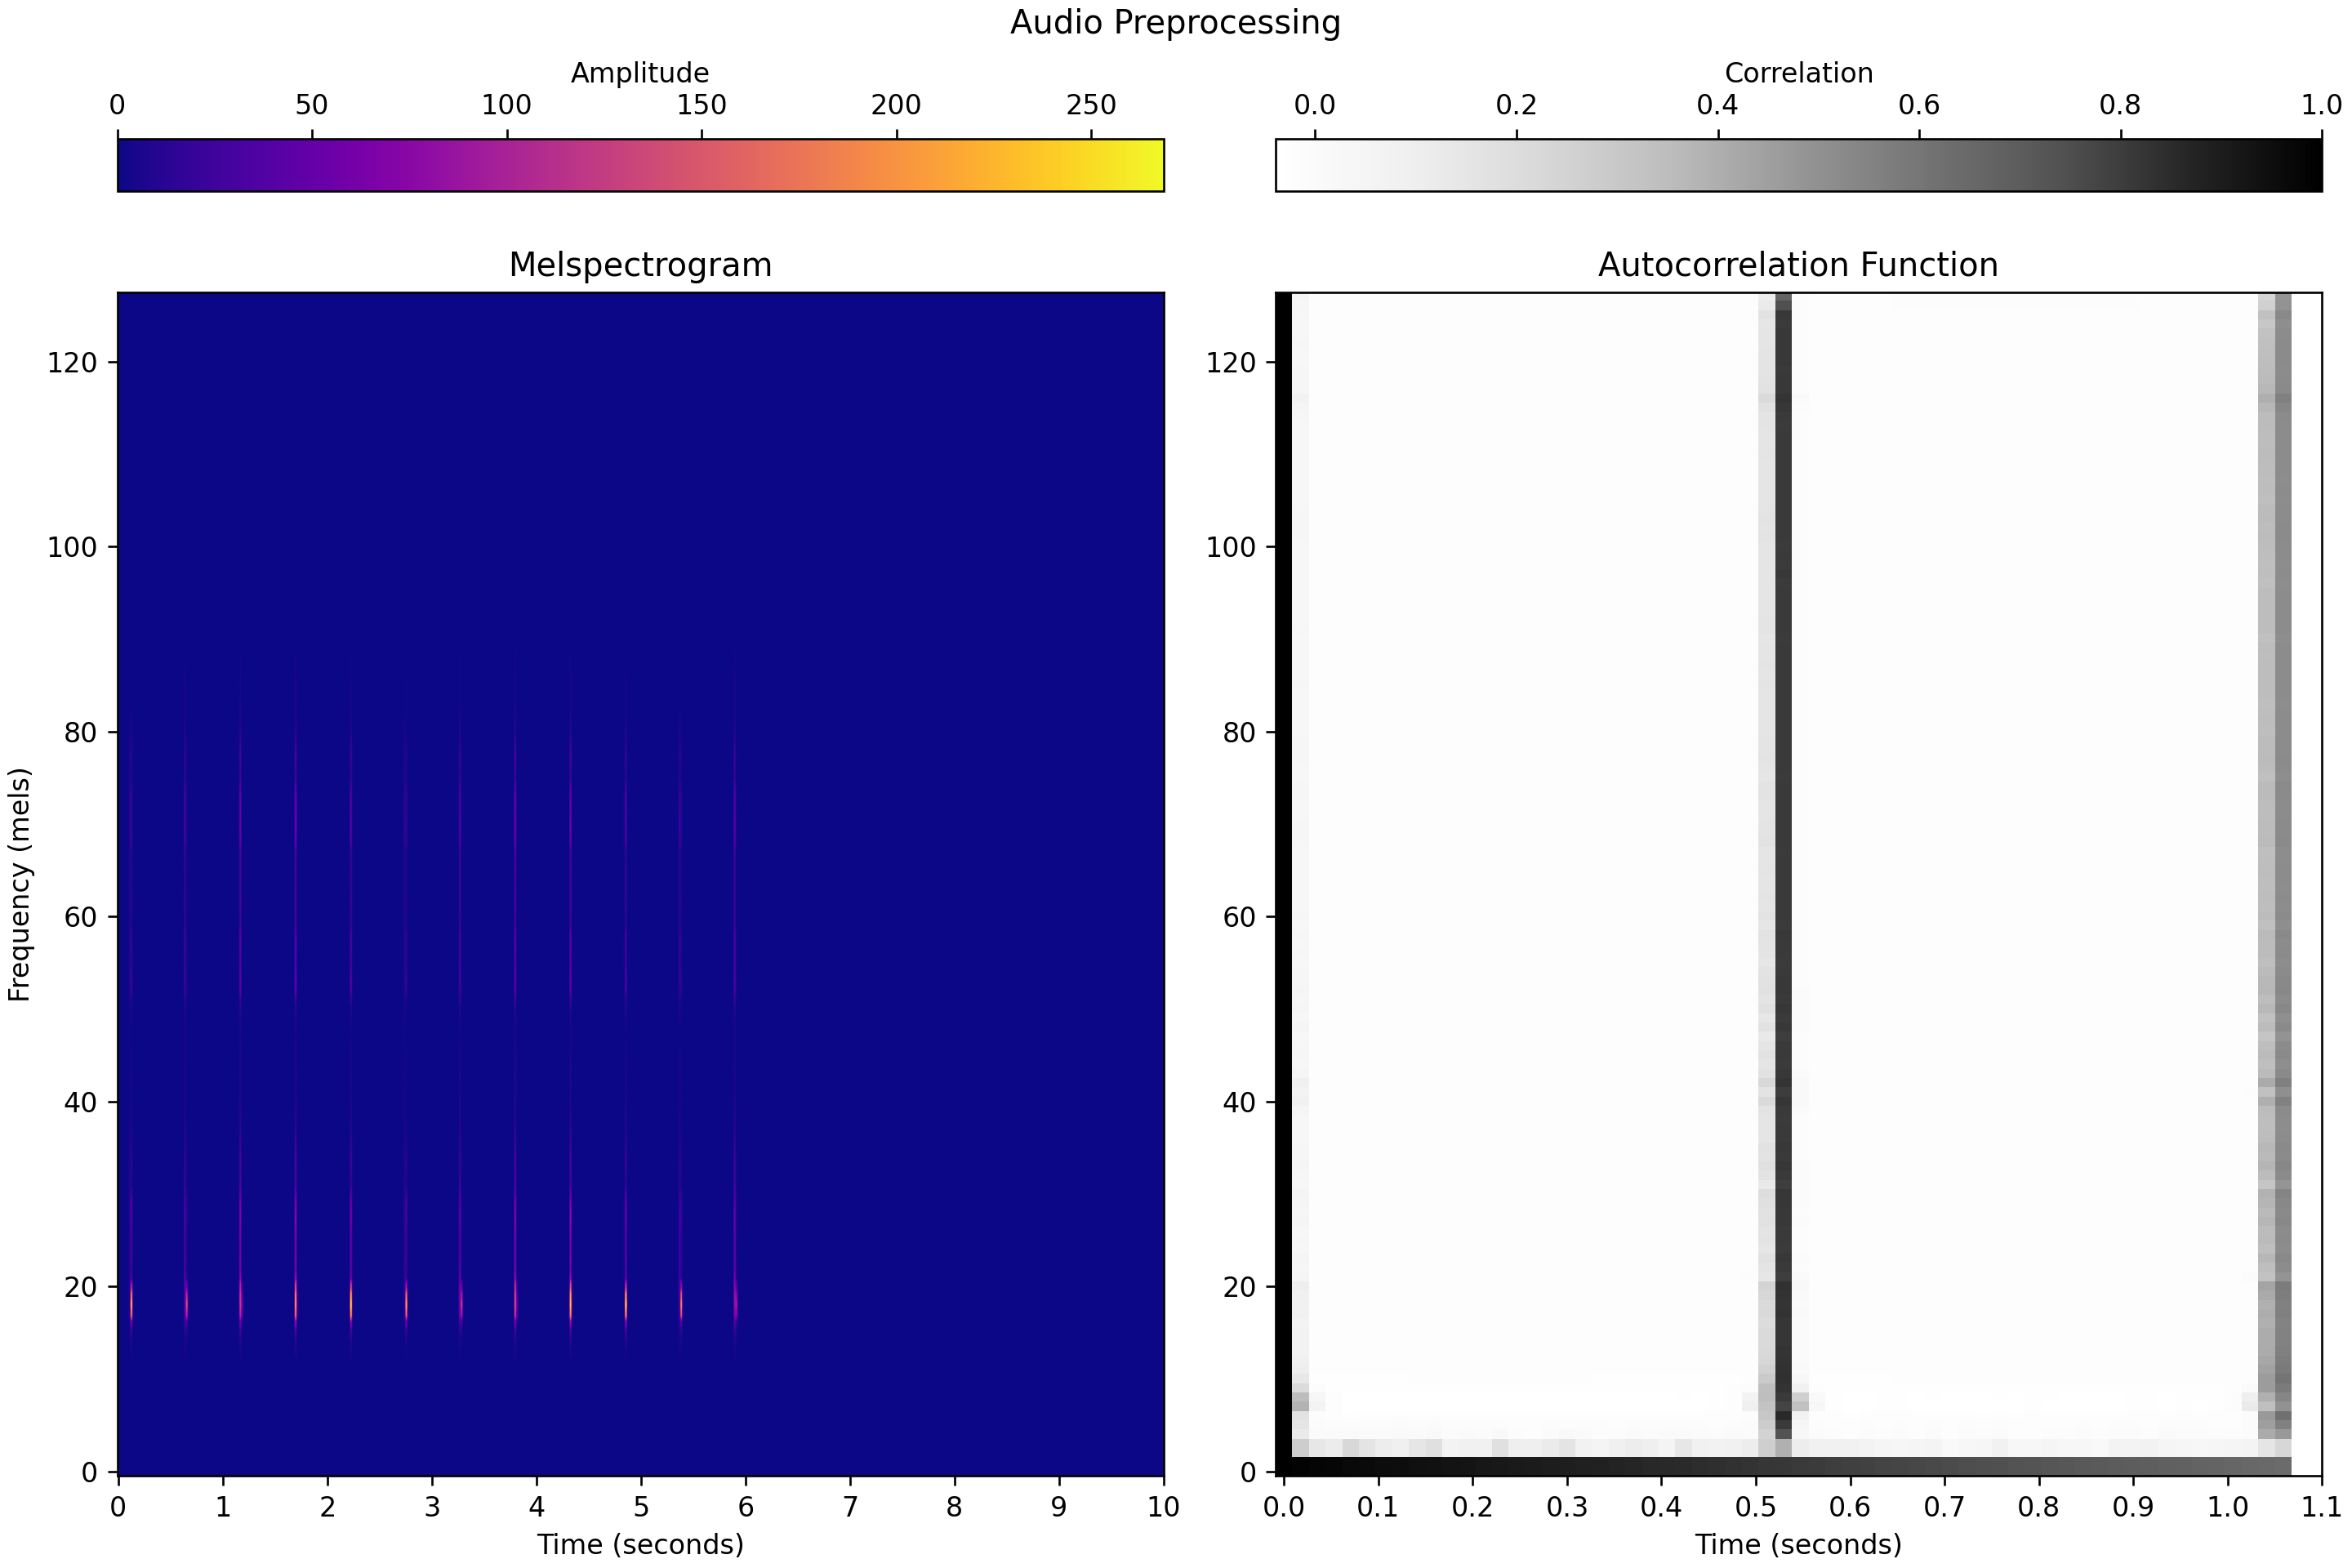 Audio Preprocessing
Amplitude
0 50 100 150 200 250
Correlation
0.0 0.2 0.4 0.6 0.8 1.0
Melspectrogram
120
100
80
60
40
20
0
Frequency (mels)
0 1 2 3 4 5 6 7 8 9 10
Time (seconds)
Autocorrelation Function
120
100
80
60
40
20
0
0.0 0.1 0.2 0.3 0.4 0.5 0.6 0.7 0.8 0.9 1.0 1.1
Time (seconds)